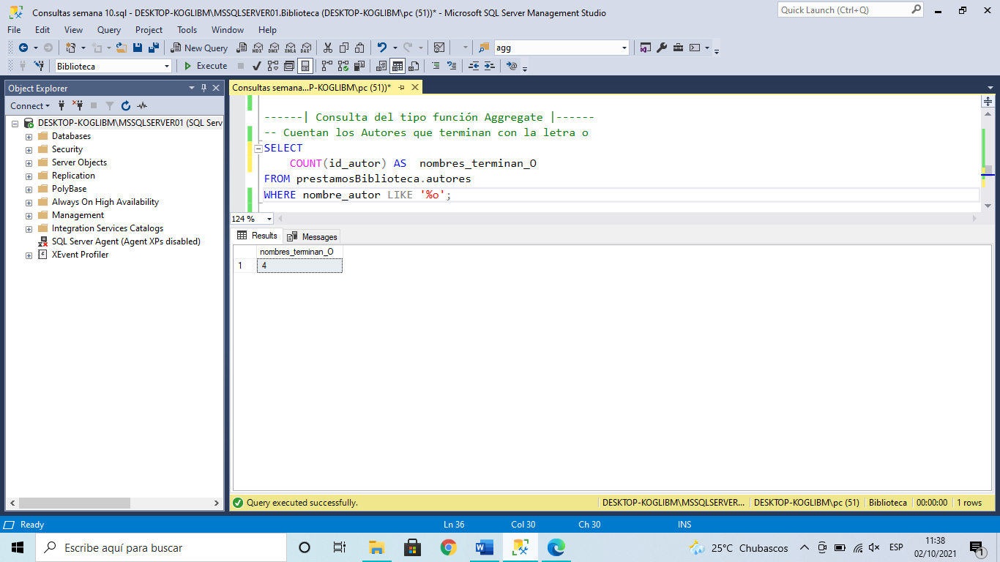 Consultas semana 10.sql - DESKTOP-KOGLIBM\MSSQLSERVER01.Biblioteca (DESKTOP-KOGLIBM\pc (51))* - Microsoft SQL Server Management Studio
Quick Launch (Ctrl+Q)
File Edit View Query Project Tools Window Help
New Query
MDX DMX XMLA DAX
agg
Biblioteca
Execute
Object Explorer
Consultas semana...P-KOGLIBM\pc (51))*
Connect
DESKTOP-KOGLIBM\MSSQLSERVER01 (SQL Serv
Databases
Security
Server Objects
Replication
PolyBase
Always On High Availability
Management
Integration Services Catalogs
SQL Server Agent (Agent XPs disabled)
XEvent Profiler
------| Consulta del tipo función Aggregate |------
-- Cuentan los Autores que terminan con la letra o
SELECT
COUNT(id_autor) AS  nombres_terminan_O
FROM prestamosBiblioteca.autores
WHERE nombre_autor LIKE '%o';
124 %
Results Messages
nombres_terminan_O
1 4
Query executed successfully.
DESKTOP-KOGLIBM\MSSQLSERVER... DESKTOP-KOGLIBM\pc (51) Biblioteca 00:00:00 1 rows
Ready Ln 36 Col 30 Ch 30 INS
Escribe aquí para buscar
25°C Chubascos
ESP
11:38
02/10/2021
1